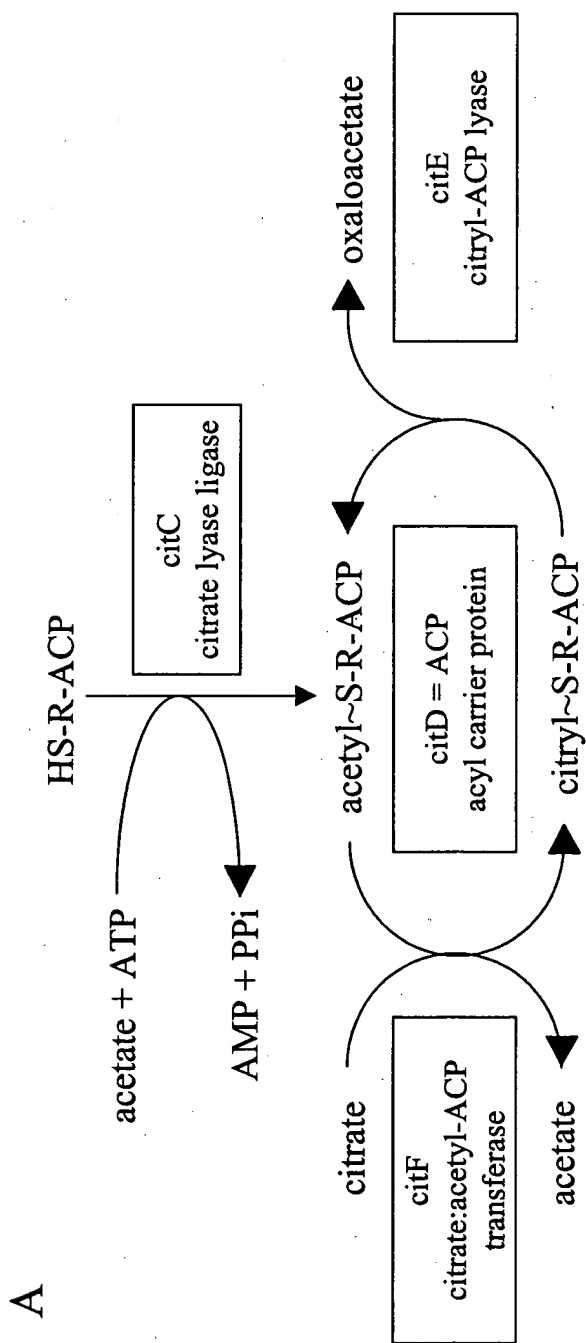 A
HS-R-ACP
acetate + ATP
citC
citrate lyase ligase
AMP + PPi
citrate
acetyl~S-R-ACP
oxaloacetate
citF
citrate:acetyl-ACP
transferase
citD = ACP
acyl carrier protein
citE
citryl-ACP lyase
acetate
citryl~S-R-ACP